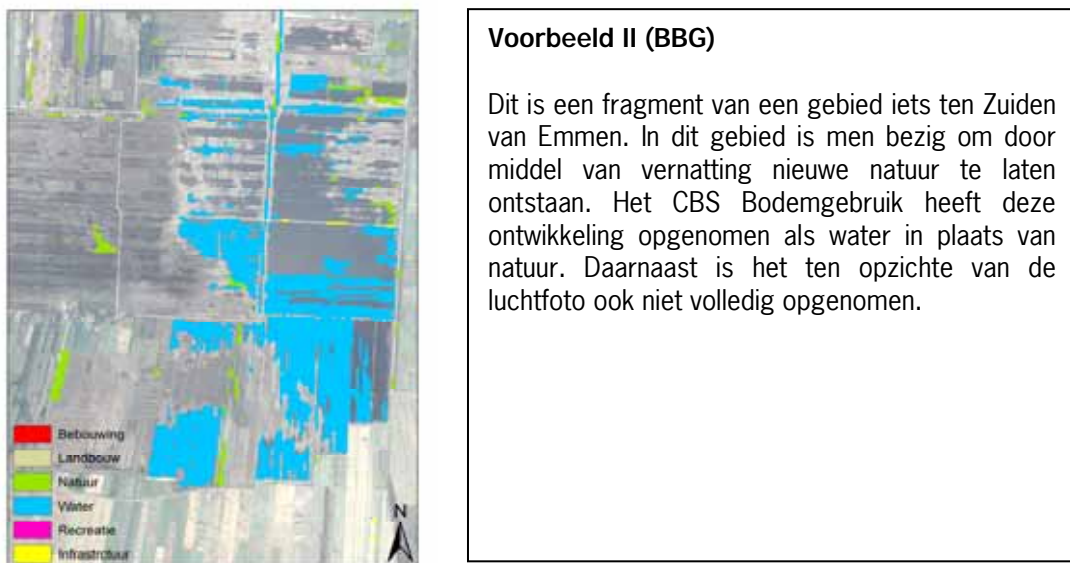 Bebouwing
Landbouw
Natuur
Water
Recreatie
Infrastrctuur
N
Voorbeeld II (BBG)
Dit is een fragment van een gebied iets ten Zuiden
van Emmen. In dit gebied is men bezig om door
middel van vernatting nieuwe natuur te laten
ontstaan. Het CBS Bodemgebruik heeft deze
ontwikkeling opgenomen als water in plaats van
natuur. Daarnaast is het ten opzichte van de
luchtfoto ook niet volledig opgenomen.